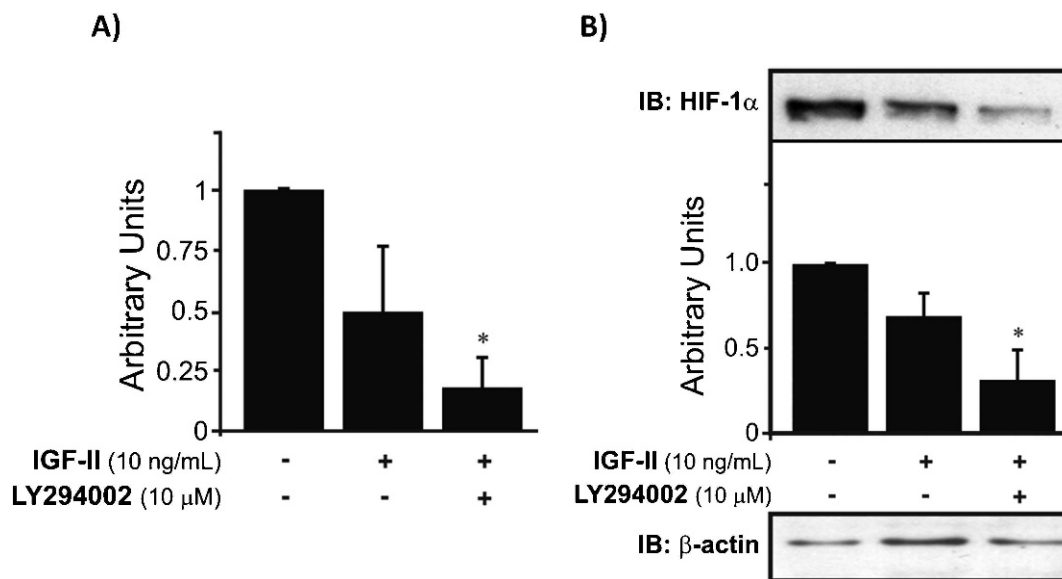 A)
Arbitrary Units
1
0.75
0.5
0.25
0
*
IGF-II (10 ng/mL) - + +
LY294002 (10 μM) - - +
B)
IB: HIF-1α
Arbitrary Units
1.0
0.5
0
*
IGF-II (10 ng/mL) - + +
LY294002 (10 μM) - - +
IB: β-actin